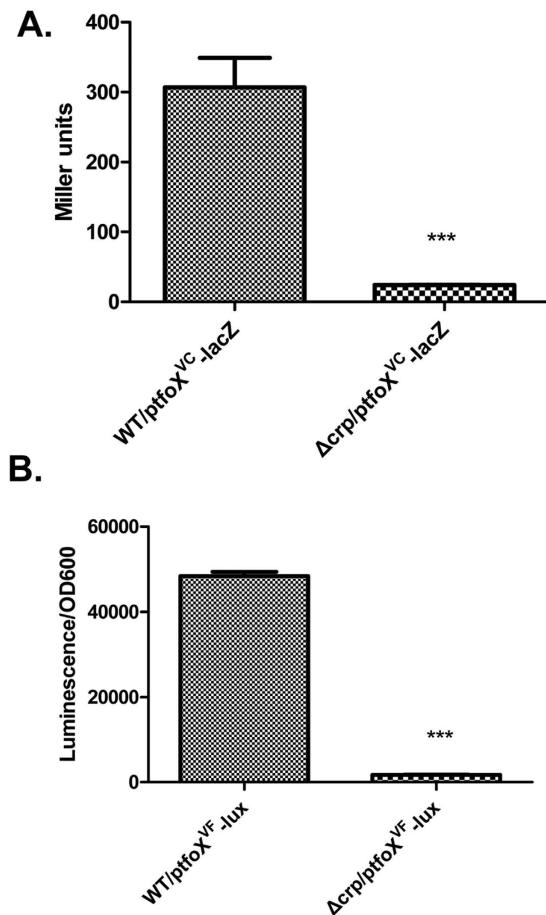 A.
Miller units
400
300
200
100
0
***
WT/ptfoX^VC-lacZ
Δcrp/ptfoX^VC-lacZ
B.
Luminescence/OD600
60000
40000
20000
0
***
WT/ptfoX^VF-lux
Δcrp/ptfoX^VF-lux